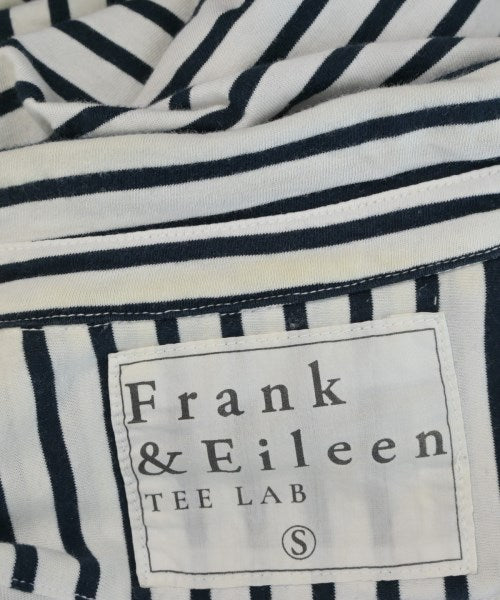 Frank
& Eileen
TEE LAB
S